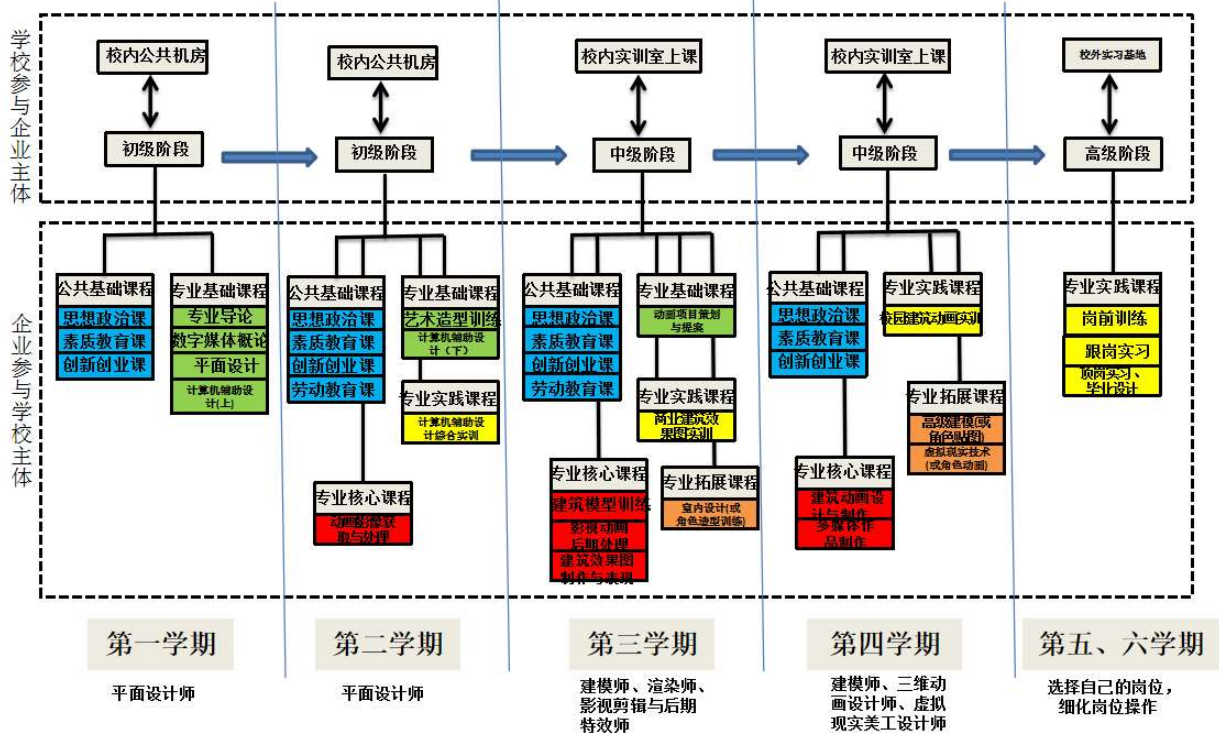 学校参与企业主体
校内公共机房
校内公共机房
校内实训室上课
校内实训室上课
校外实习基地
初级阶段
初级阶段
中级阶段
中级阶段
高级阶段
企业参与学校主体
公共基础课程
思想政治课
素质教育课
创新创业课
专业基础课程
专业导论
数字媒体概论
平面设计
计算机辅助设
计(上)
公共基础课程
思想政治课
素质教育课
创新创业课
劳动教育课
专业基础课程
艺术造型训练
计算机辅助设
计（下）
专业实践课程
计算机辅助设
计综合实训
专业核心课程
动画影像获
取与处理
公共基础课程
思想政治课
素质教育课
创新创业课
劳动教育课
专业基础课程
动画项目策划
与提案
专业实践课程
商业建筑效
果图实训
专业核心课程
建筑模型训练
影视动画
后期处理
建筑效果图
制作与表现
专业拓展课程
室内设计(或
角色造型训练)
公共基础课程
思想政治课
素质教育课
创新创业课
专业实践课程
校园建筑动画实训
专业拓展课程
高级建模(或
角色贴图)
虚拟现实技术
(或角色动画)
专业核心课程
建筑动画设
计与制作
多媒体作
品制作
专业实践课程
岗前训练
跟岗实习
顶岗实习、
毕业设计
第一学期
第二学期
第三学期
第四学期
第五、六学期
平面设计师
平面设计师
建模师、渲染师、
影视剪辑与后期
特效师
建模师、三维动
画设计师、虚拟
现实美工设计师
选择自己的岗位，
细化岗位操作